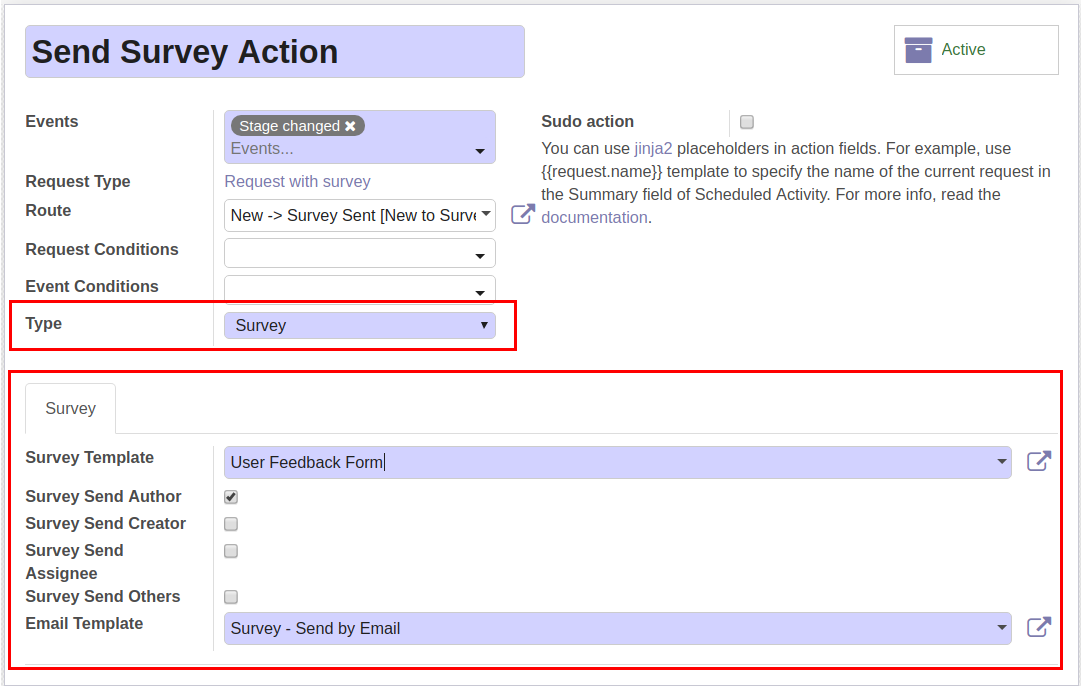 Send Survey Action
Active
Events
Stage changed ✖
Events...
Request Type
Request with survey
Route
New -> Survey Sent [New to Surve
Request Conditions
Event Conditions
Type
Survey
Sudo action
You can use jinja2 placeholders in action fields. For example, use
{{request.name}} template to specify the name of the current request in
the Summary field of Scheduled Activity. For more info, read the
documentation.
Survey
Survey Template
User Feedback Form
Survey Send Author
Survey Send Creator
Survey Send
Assignee
Survey Send Others
Email Template
Survey - Send by Email